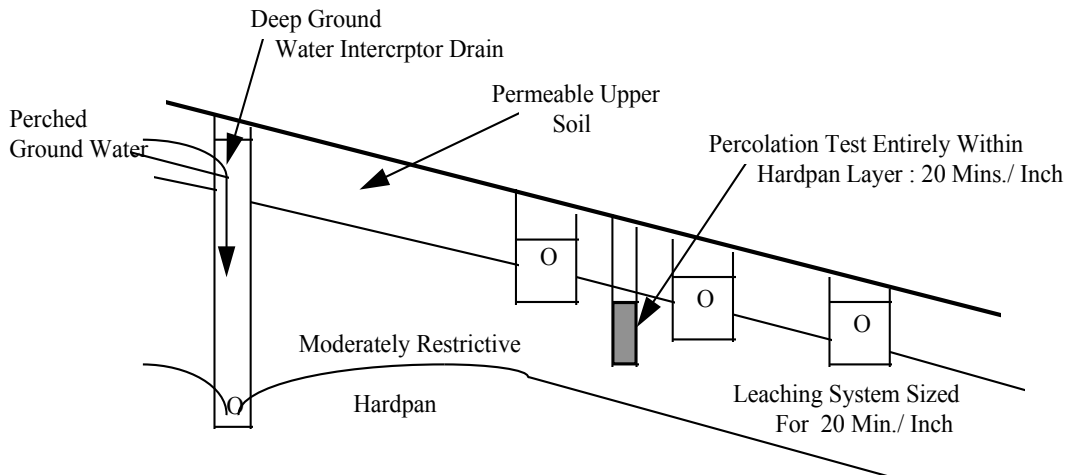 Deep Ground
Water Intercrptor Drain
Permeable Upper
Soil
Perched
Ground Water
Percolation Test Entirely Within
Hardpan Layer : 20 Mins./ Inch
O
O
O
Moderately Restrictive
Hardpan
O
Leaching System Sized
For 20 Min./ Inch